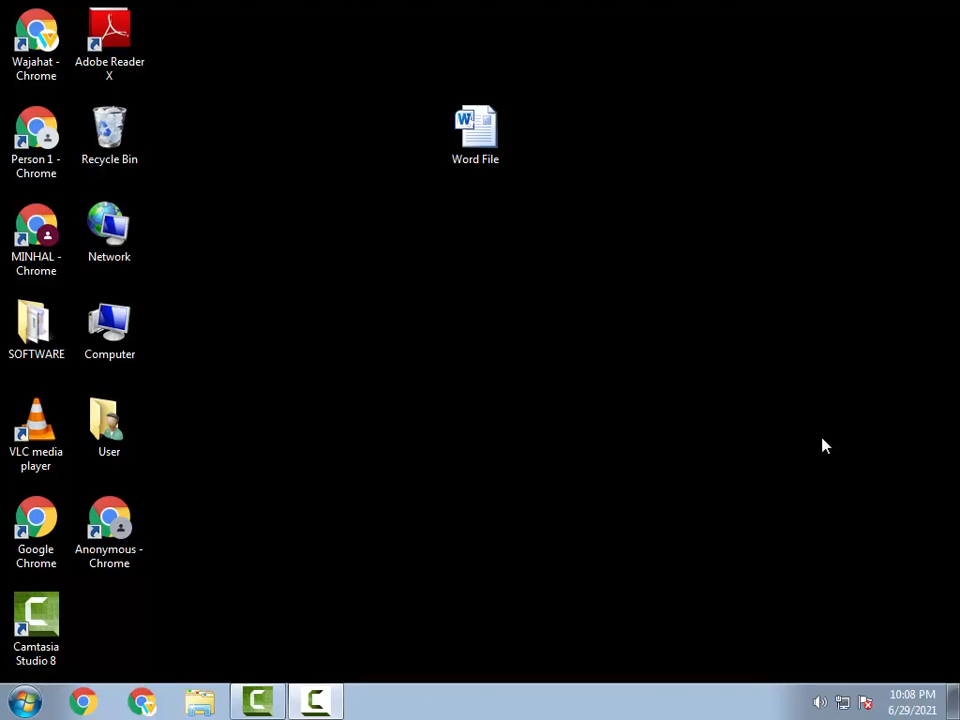 Wajahat -
Chrome
Adobe Reader
X
Person 1 -
Chrome
Recycle Bin
Word File
MINHAL -
Chrome
Network
SOFTWARE
Computer
VLC media
player
User
Google
Chrome
Anonymous -
Chrome
Camtasia
Studio 8
10:08 PM
6/29/2021